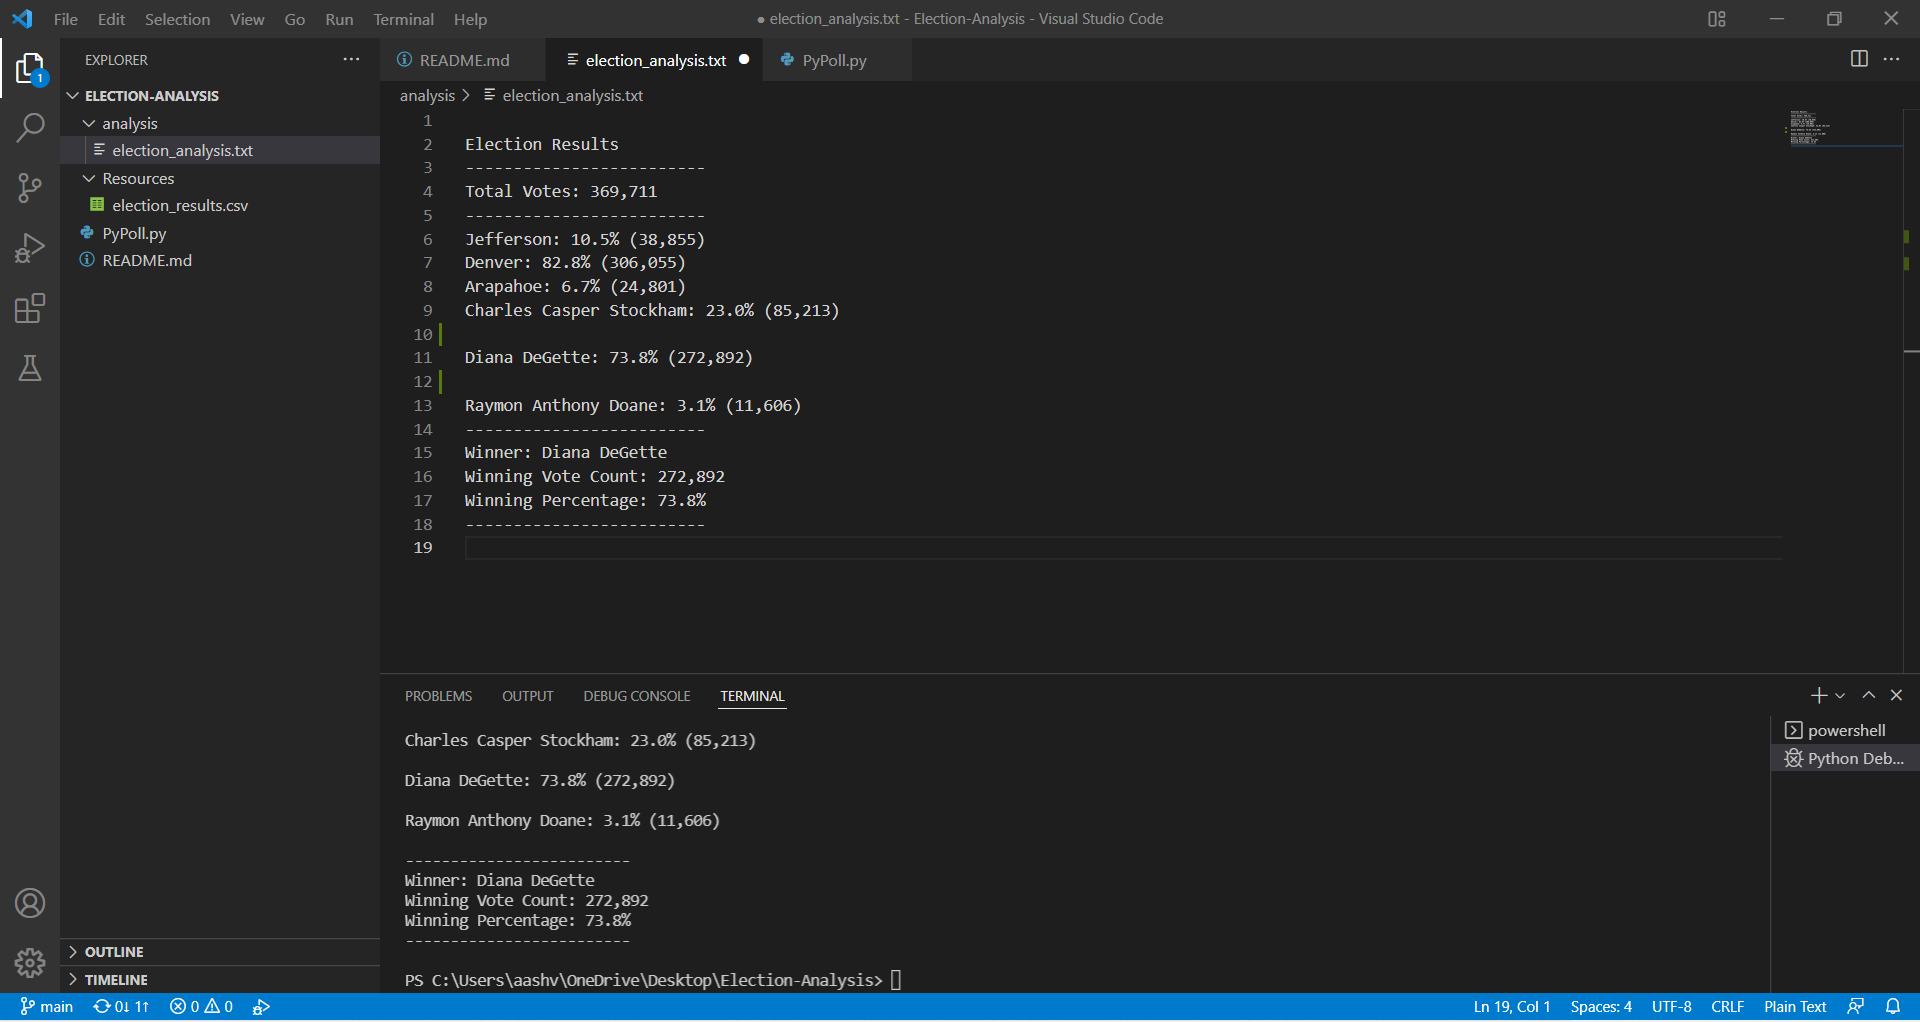 File Edit Selection View Go Run Terminal Help
● election_analysis.txt - Election-Analysis - Visual Studio Code
1
EXPLORER
ELECTION-ANALYSIS
analysis
election_analysis.txt
Resources
election_results.csv
PyPoll.py
README.md
OUTLINE
TIMELINE
README.md election_analysis.txt PyPoll.py
analysis > election_analysis.txt
1
2 Election Results
3 -------------------------
4 Total Votes: 369,711
5 -------------------------
6 Jefferson: 10.5% (38,855)
7 Denver: 82.8% (306,055)
8 Arapahoe: 6.7% (24,801)
9 Charles Casper Stockham: 23.0% (85,213)
10
11 Diana DeGette: 73.8% (272,892)
12
13 Raymon Anthony Doane: 3.1% (11,606)
14 -------------------------
15 Winner: Diana DeGette
16 Winning Vote Count: 272,892
17 Winning Percentage: 73.8%
18 -------------------------
19
PROBLEMS OUTPUT DEBUG CONSOLE TERMINAL
Charles Casper Stockham: 23.0% (85,213)
Diana DeGette: 73.8% (272,892)
Raymon Anthony Doane: 3.1% (11,606)
-------------------------
Winner: Diana DeGette
Winning Vote Count: 272,892
Winning Percentage: 73.8%
-------------------------
PS C:\Users\aashv\OneDrive\Desktop\Election-Analysis>
powershell
Python Deb...
main 0↓ 1↑ 0 0
Ln 19, Col 1 Spaces: 4 UTF-8 CRLF Plain Text